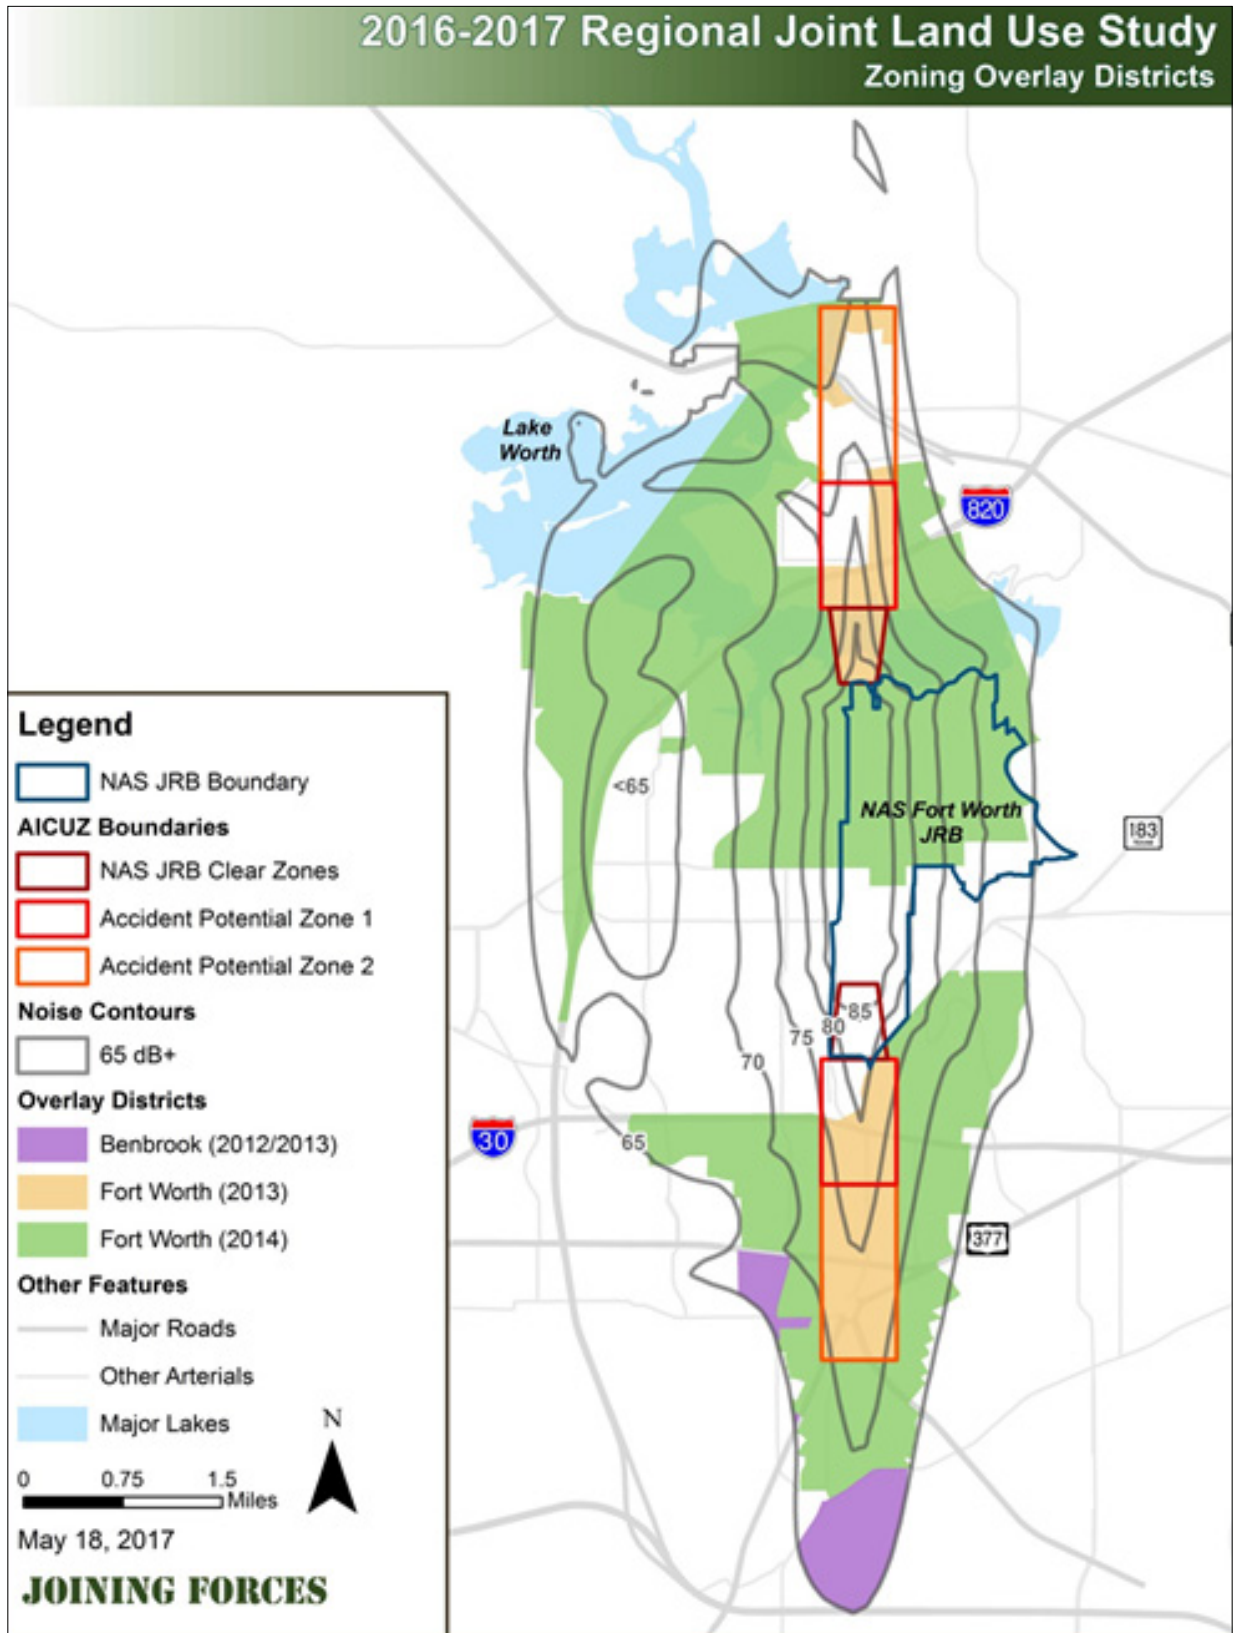 2016-2017 Regional Joint Land Use Study
Zoning Overlay Districts
Lake
Worth
820
<65
NAS Fort Worth
JRB
183
85
80
75
70
65
30
377
Legend
NAS JRB Boundary
AICUZ Boundaries
NAS JRB Clear Zones
Accident Potential Zone 1
Accident Potential Zone 2
Noise Contours
65 dB+
Overlay Districts
Benbrook (2012/2013)
Fort Worth (2013)
Fort Worth (2014)
Other Features
Major Roads
Other Arterials
Major Lakes
N
0 0.75 1.5
Miles
May 18, 2017
JOINING FORCES